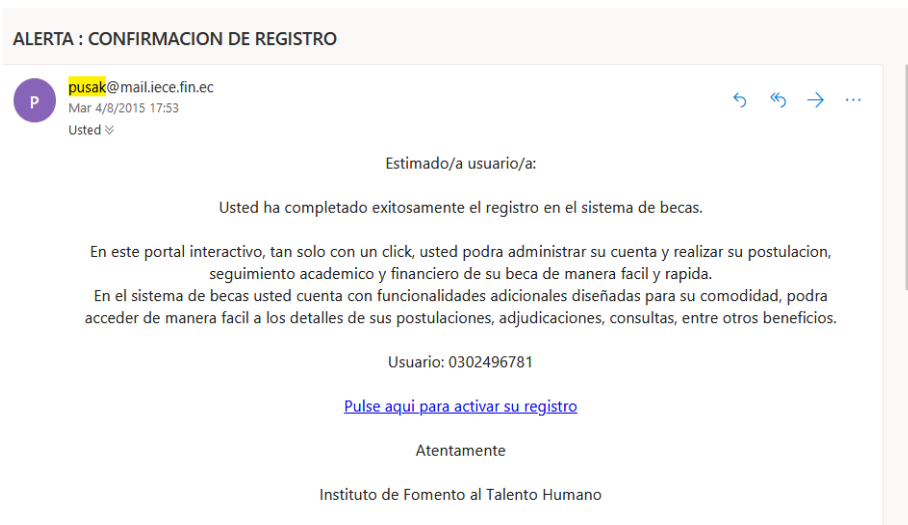 ALERTA : CONFIRMACION DE REGISTRO
P
pusak@mail.iece.fin.ec
Mar 4/8/2015 17:53
Usted
Estimado/a usuario/a:
Usted ha completado exitosamente el registro en el sistema de becas.
En este portal interactivo, tan solo con un click, usted podra administrar su cuenta y realizar su postulacion,
seguimiento academico y financiero de su beca de manera facil y rapida.
En el sistema de becas usted cuenta con funcionalidades adicionales diseñadas para su comodidad, podra
acceder de manera facil a los detalles de sus postulaciones, adjudicaciones, consultas, entre otros beneficios.
Usuario: 0302496781
Pulse aqui para activar su registro
Atentamente
Instituto de Fomento al Talento Humano